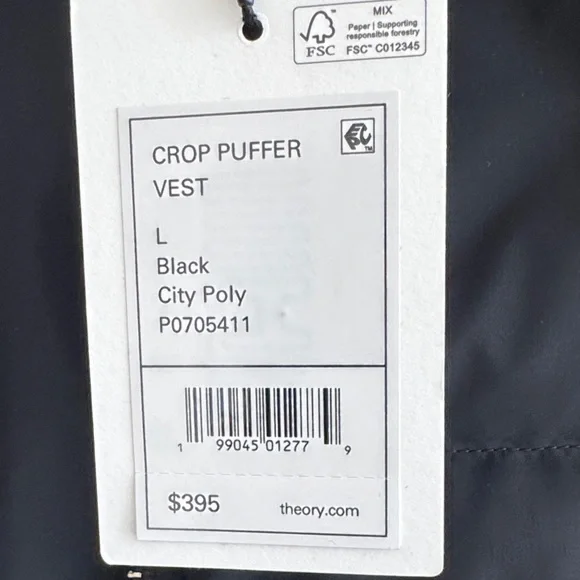 MIX
Paper | Supporting
responsible forestry
FSC™ C012345
FSC
CROP PUFFER
VEST
EPC™
L
Black
City Poly
P0705411
1 99045 01277 9
$395
theory.com